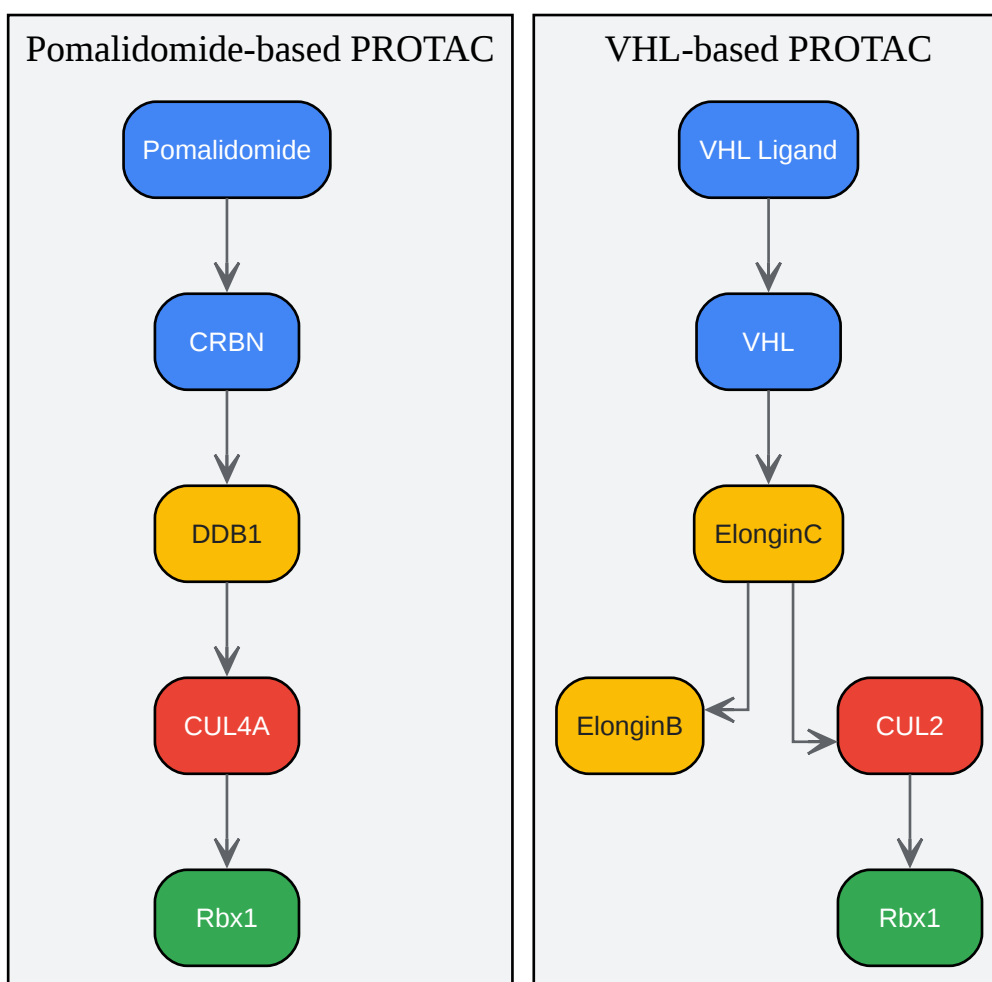 Pomalidomide-based PROTAC
Pomalidomide
CRBN
DDB1
CUL4A
Rbx1
VHL-based PROTAC
VHL Ligand
VHL
ElonginC
ElonginB
CUL2
Rbx1